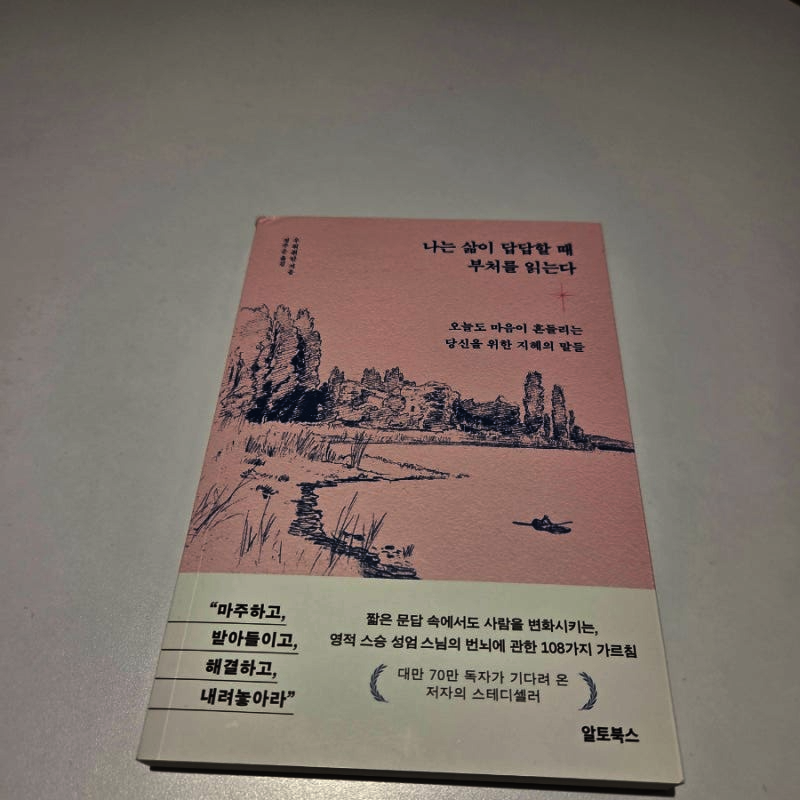 나는 삶이 답답할 때
부처를 읽는다
오늘도 마음이 흔들리는
당신을 위한 지혜의 말들
지음
옮김
“마주하고,
받아들이고,
해결하고,
내려놓아라”
짧은 문답 속에서도 사람을 변화시키는,
영적 스승 성엄 스님의 번뇌에 관한 108가지 가르침
대만 70만 독자가 기다려 온
저자의 스테디셀러
알토북스